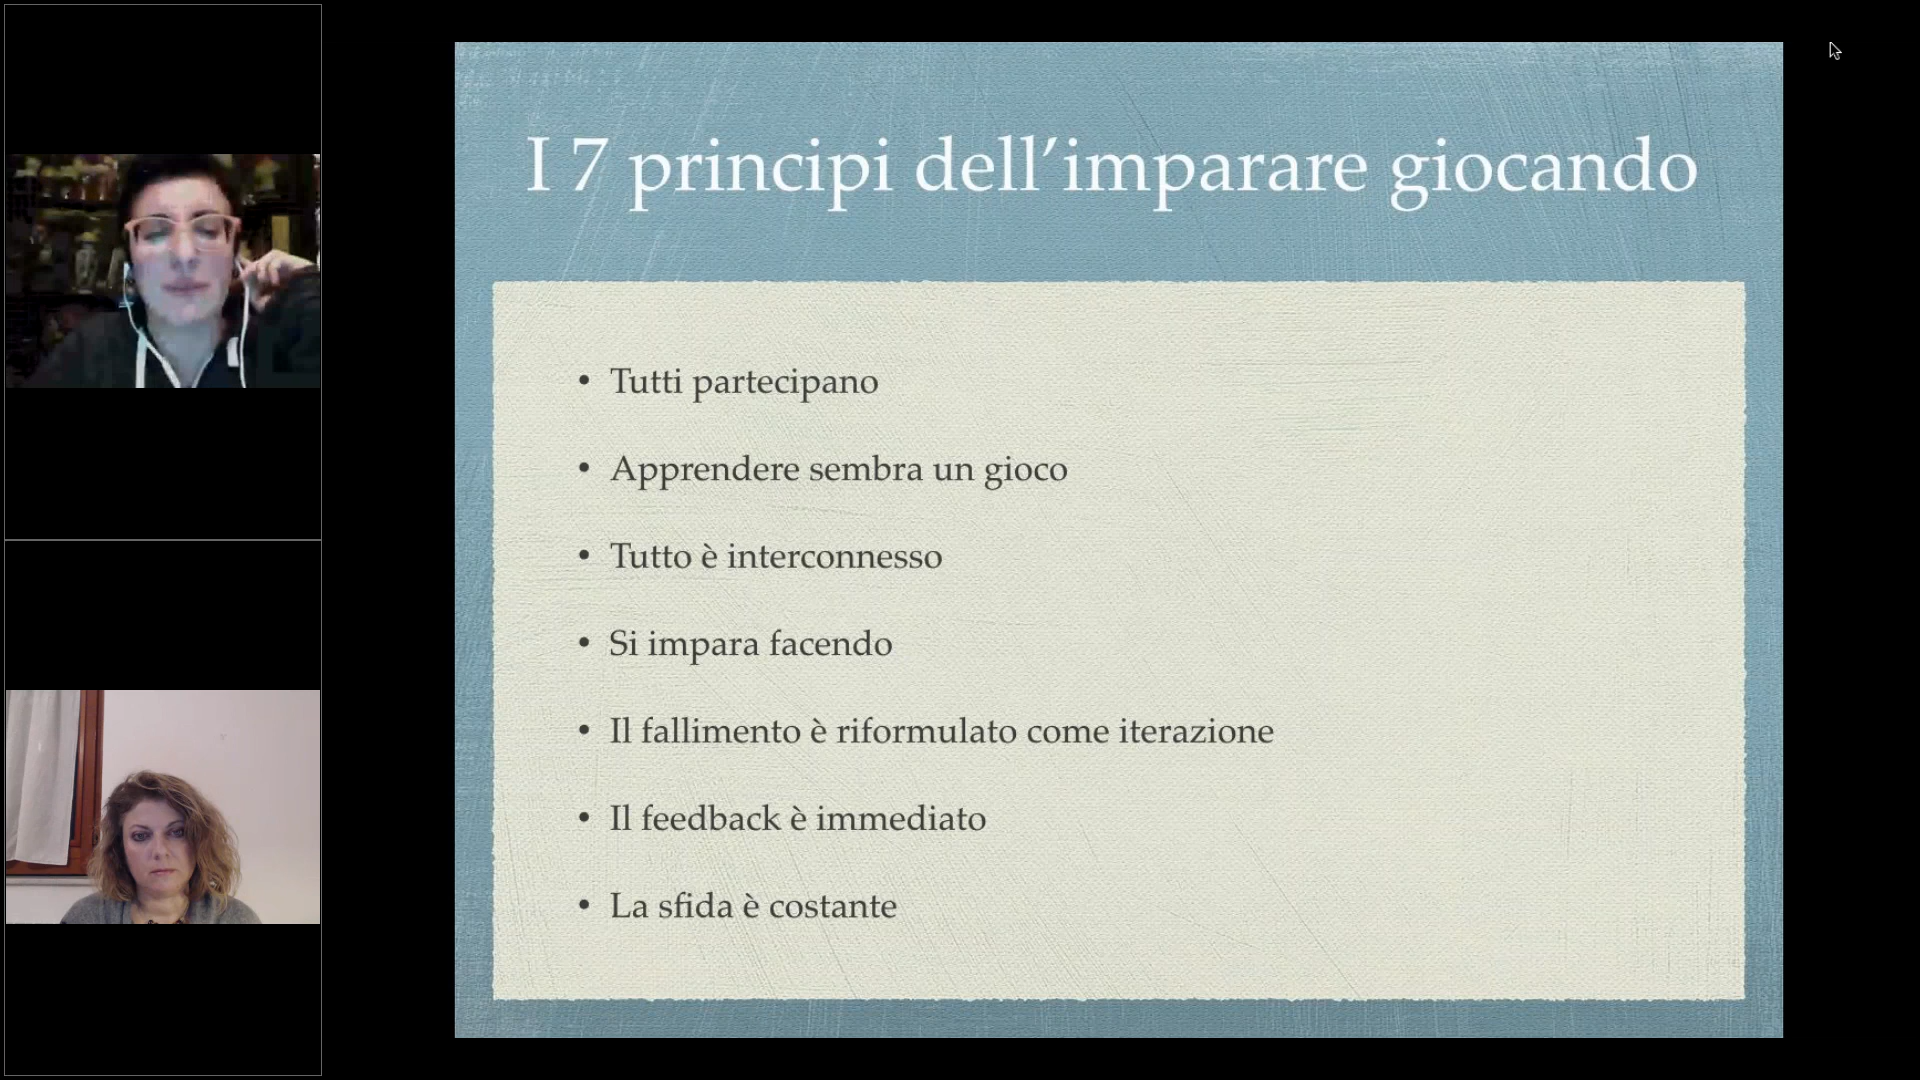 I 7 principi dell’imparare giocando
• Tutti partecipano
• Apprendere sembra un gioco
• Tutto è interconnesso
• Si impara facendo
• Il fallimento è riformulato come iterazione
• Il feedback è immediato
• La sfida è costante